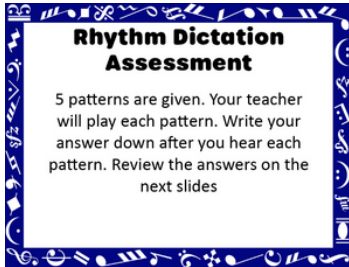 Rhythm Dictation
Assessment
5 patterns are given. Your teacher
will play each pattern. Write your
answer down after you hear each
pattern. Review the answers on the
next slides